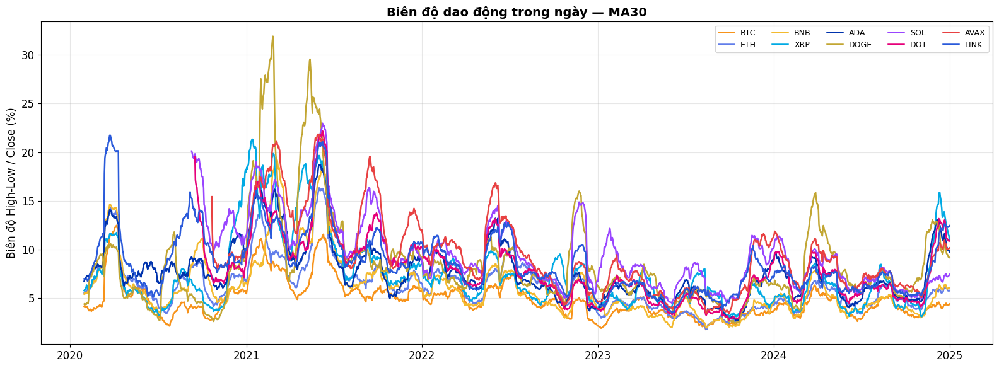 Biên độ dao động trong ngày — MA30
Biên độ High-Low / Close (%)
30
25
20
15
10
5
BTC BNB ADA SOL AVAX
ETH XRP DOGE DOT LINK
2020 2021 2022 2023 2024 2025